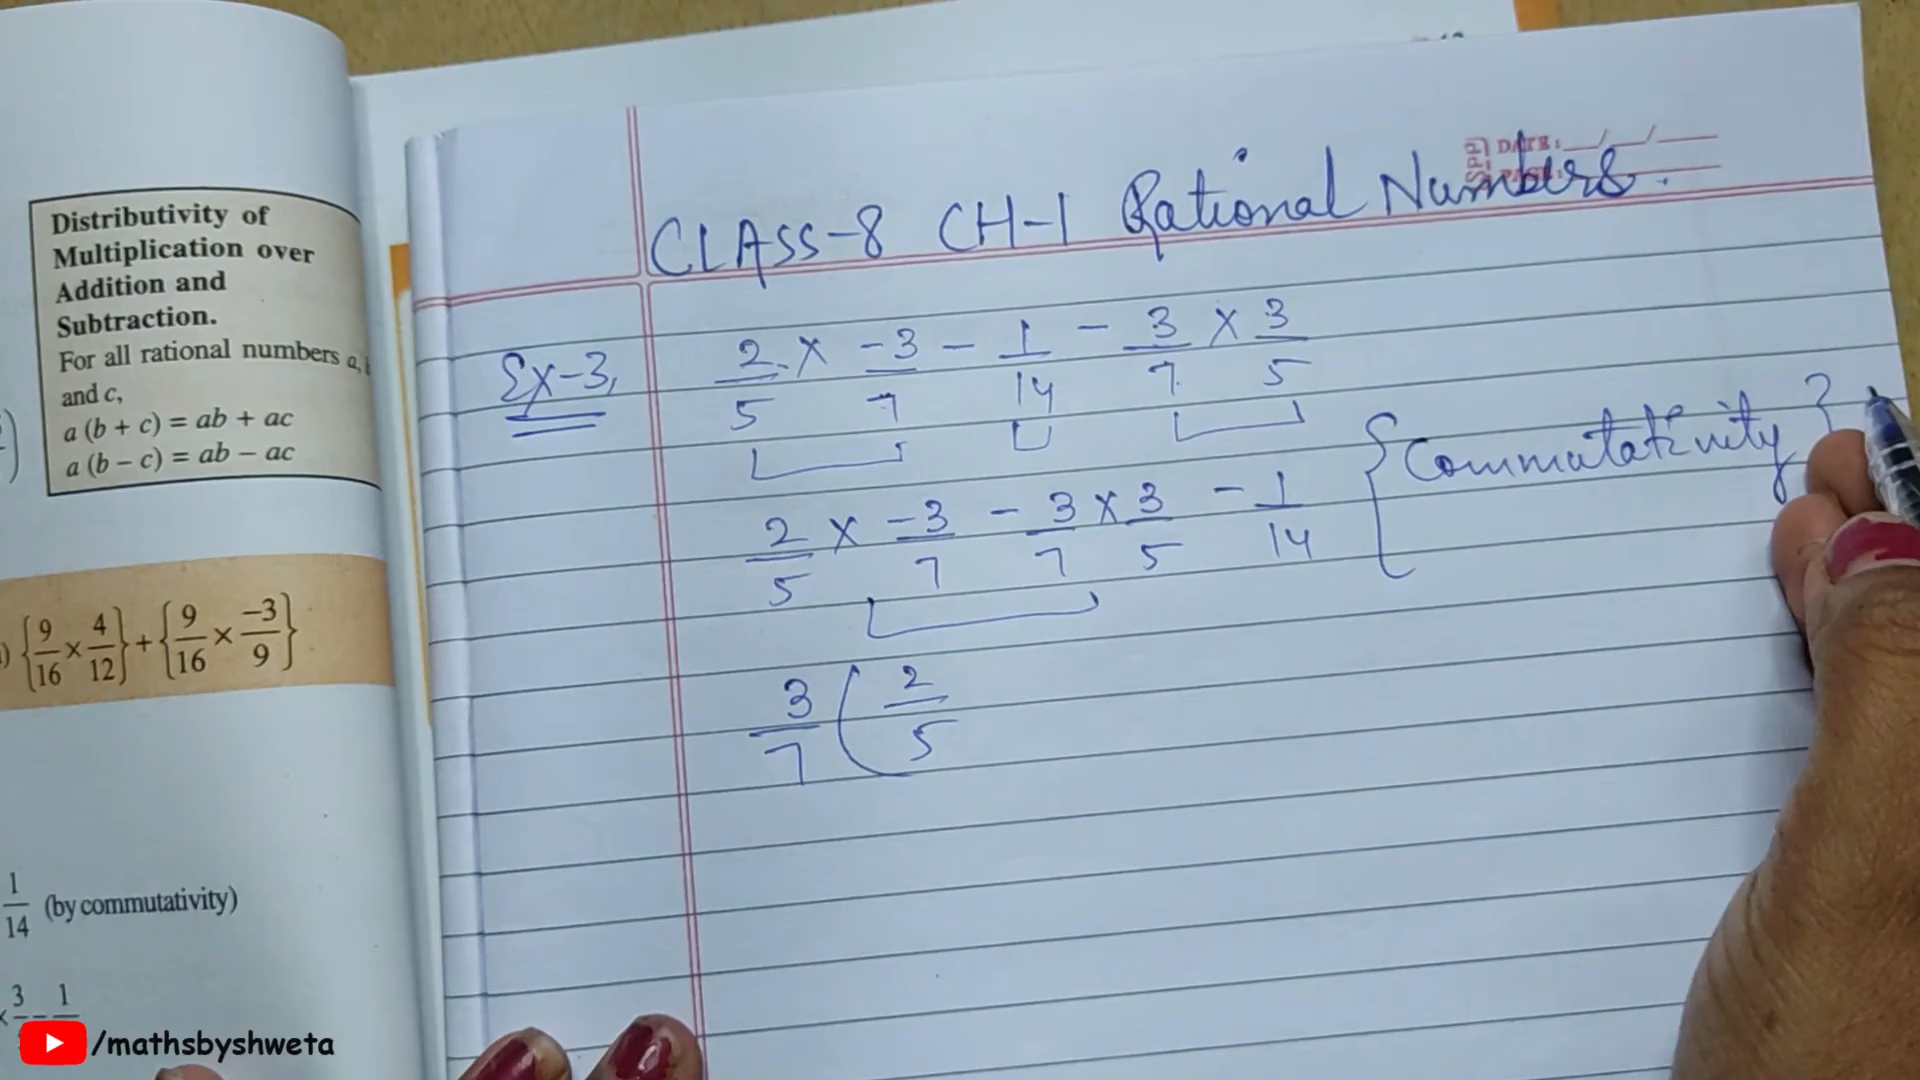 Distributivity of
Multiplication over
Addition and
Subtraction.
For all rational numbers a,
and c,
a (b + c) = ab + ac
a (b – c) = ab – ac
{9/16 × 4/12} + {9/16 × -3/9}
1/14 (by commutativity)
× 3 – 1
/mathsbyshweta
DATE:
CLASS-8 CH-1 Rational Numbers.
Ex-3, 2/5 × -3/7 - 1/14 - 3/7 × 3/5
2/5 × -3/7 - 3/7 × 3/5 - 1/14 { Commutativity }
3/7 ( 2/5